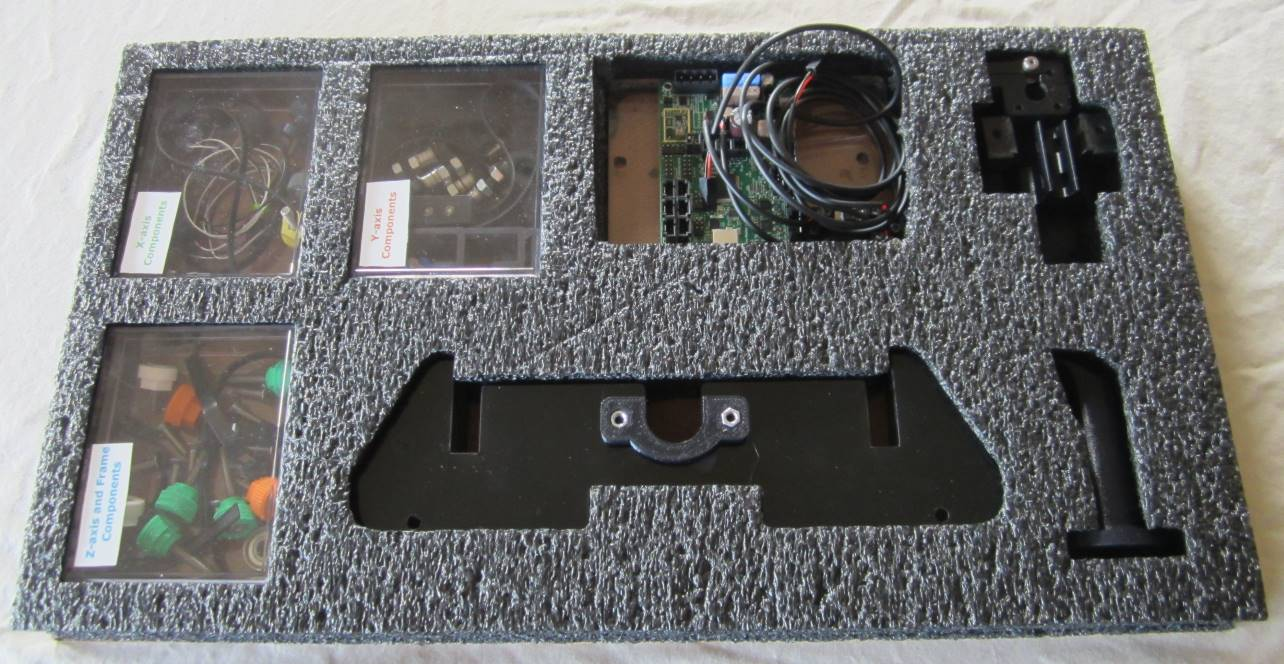 X-axis
Components
Y-axis
Components
Z-axis and Frame
Components